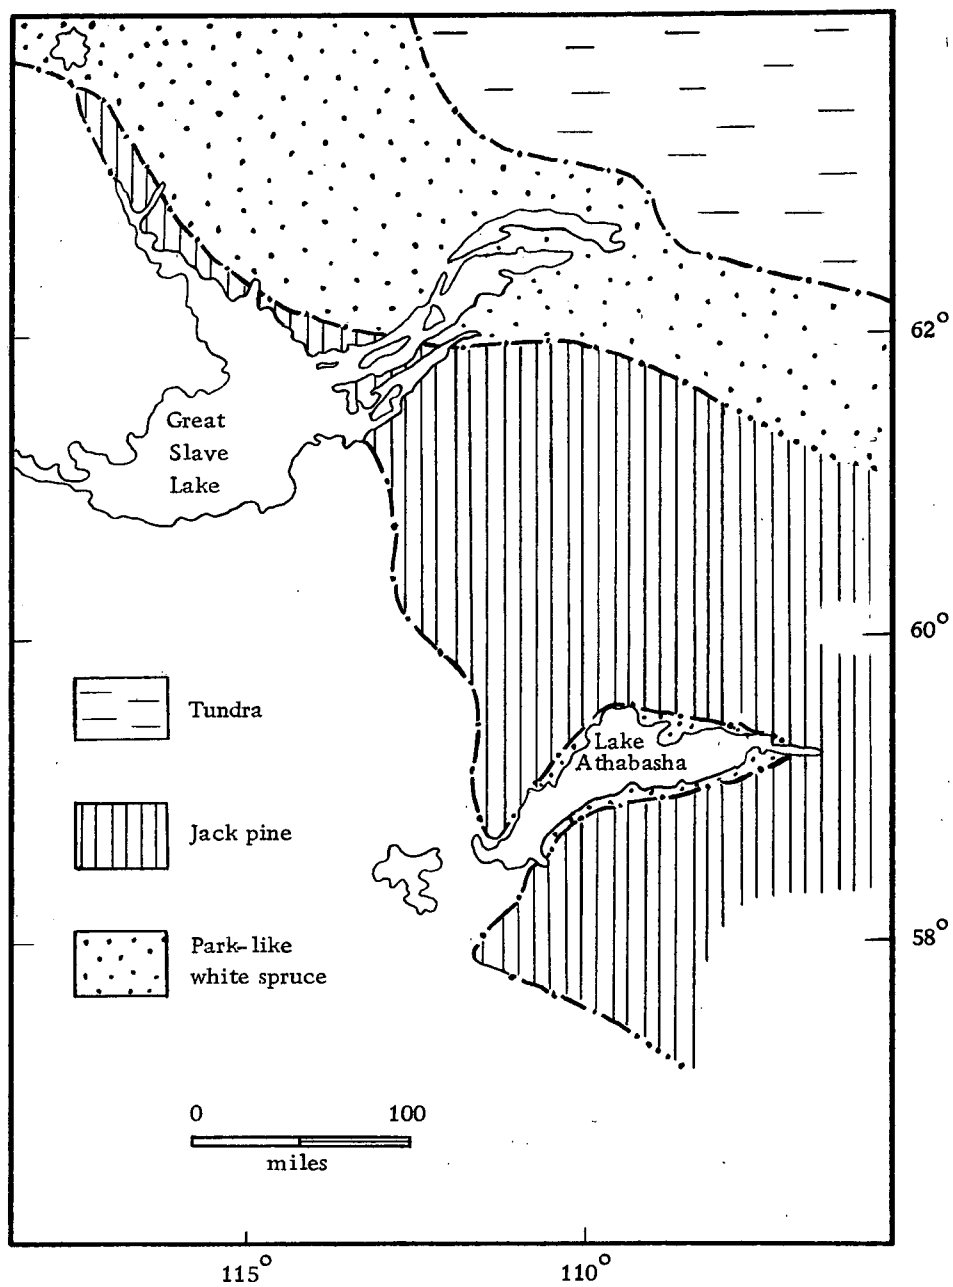 62°
Great
Slave
Lake
60°
Tundra
Lake
Athabasha
Jack pine
58°
Park-like
white spruce
0 100
miles
115° 110°